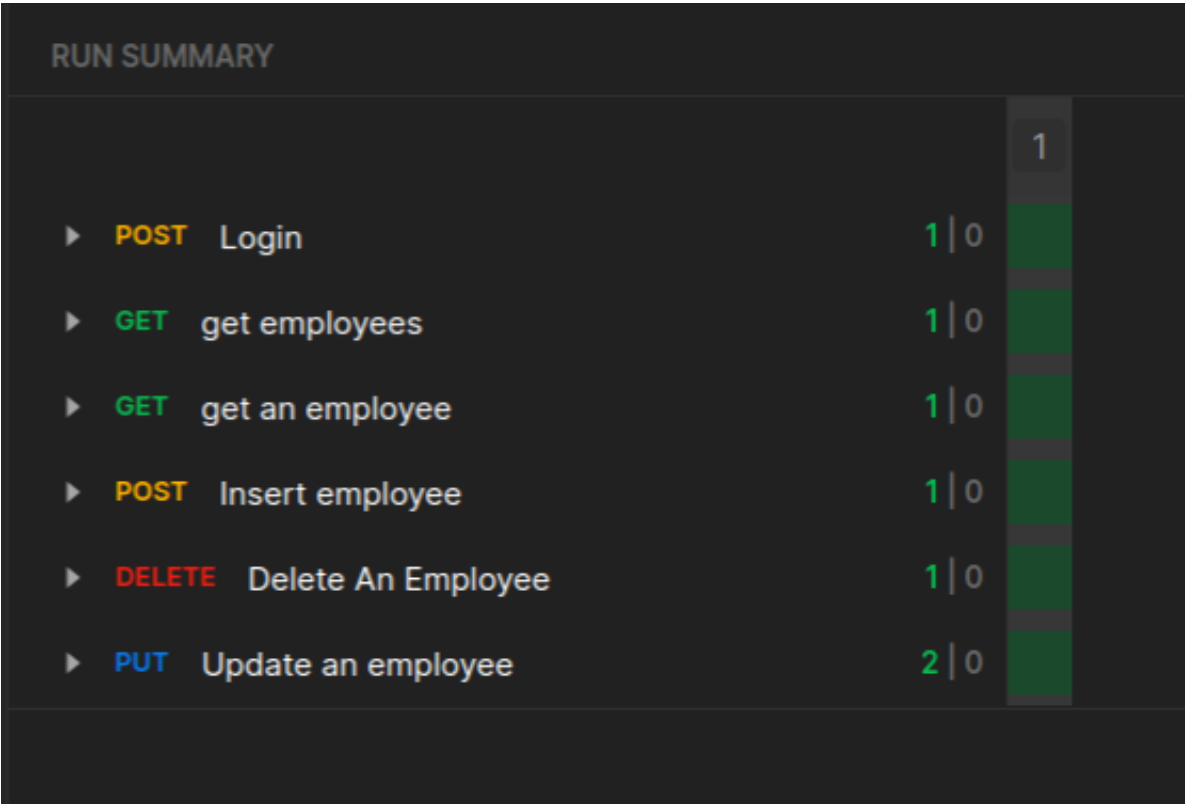 RUN SUMMARY
1
POST Login 1 | 0
GET get employees 1 | 0
GET get an employee 1 | 0
POST Insert employee 1 | 0
DELETE Delete An Employee 1 | 0
PUT Update an employee 2 | 0